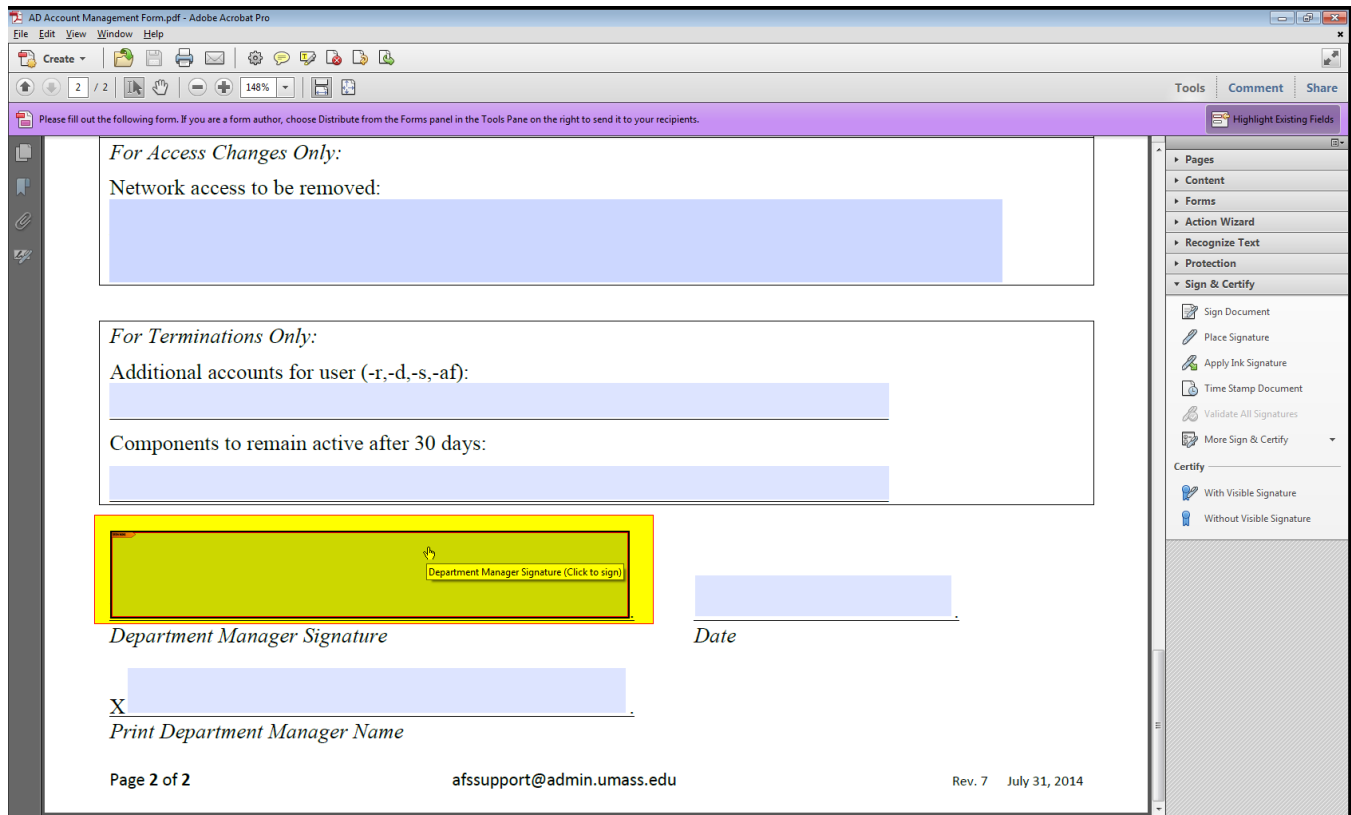 AD Account Management Form.pdf - Adobe Acrobat Pro
File Edit View Window Help
Create
2 / 2 148% Tools Comment Share
Please fill out the following form. If you are a form author, choose Distribute from the Forms panel in the Tools Pane on the right to send it to your recipients. Highlight Existing Fields
For Access Changes Only:
Network access to be removed:
For Terminations Only:
Additional accounts for user (-r,-d,-s,-af):
Components to remain active after 30 days:
Department Manager Signature (Click to sign)
. .
Department Manager Signature Date
X .
Print Department Manager Name
Page 2 of 2 afssupport@admin.umass.edu Rev. 7 July 31, 2014
Pages
Content
Forms
Action Wizard
Recognize Text
Protection
Sign & Certify
Sign Document
Place Signature
Apply Ink Signature
Time Stamp Document
Validate All Signatures
More Sign & Certify
Certify
With Visible Signature
Without Visible Signature